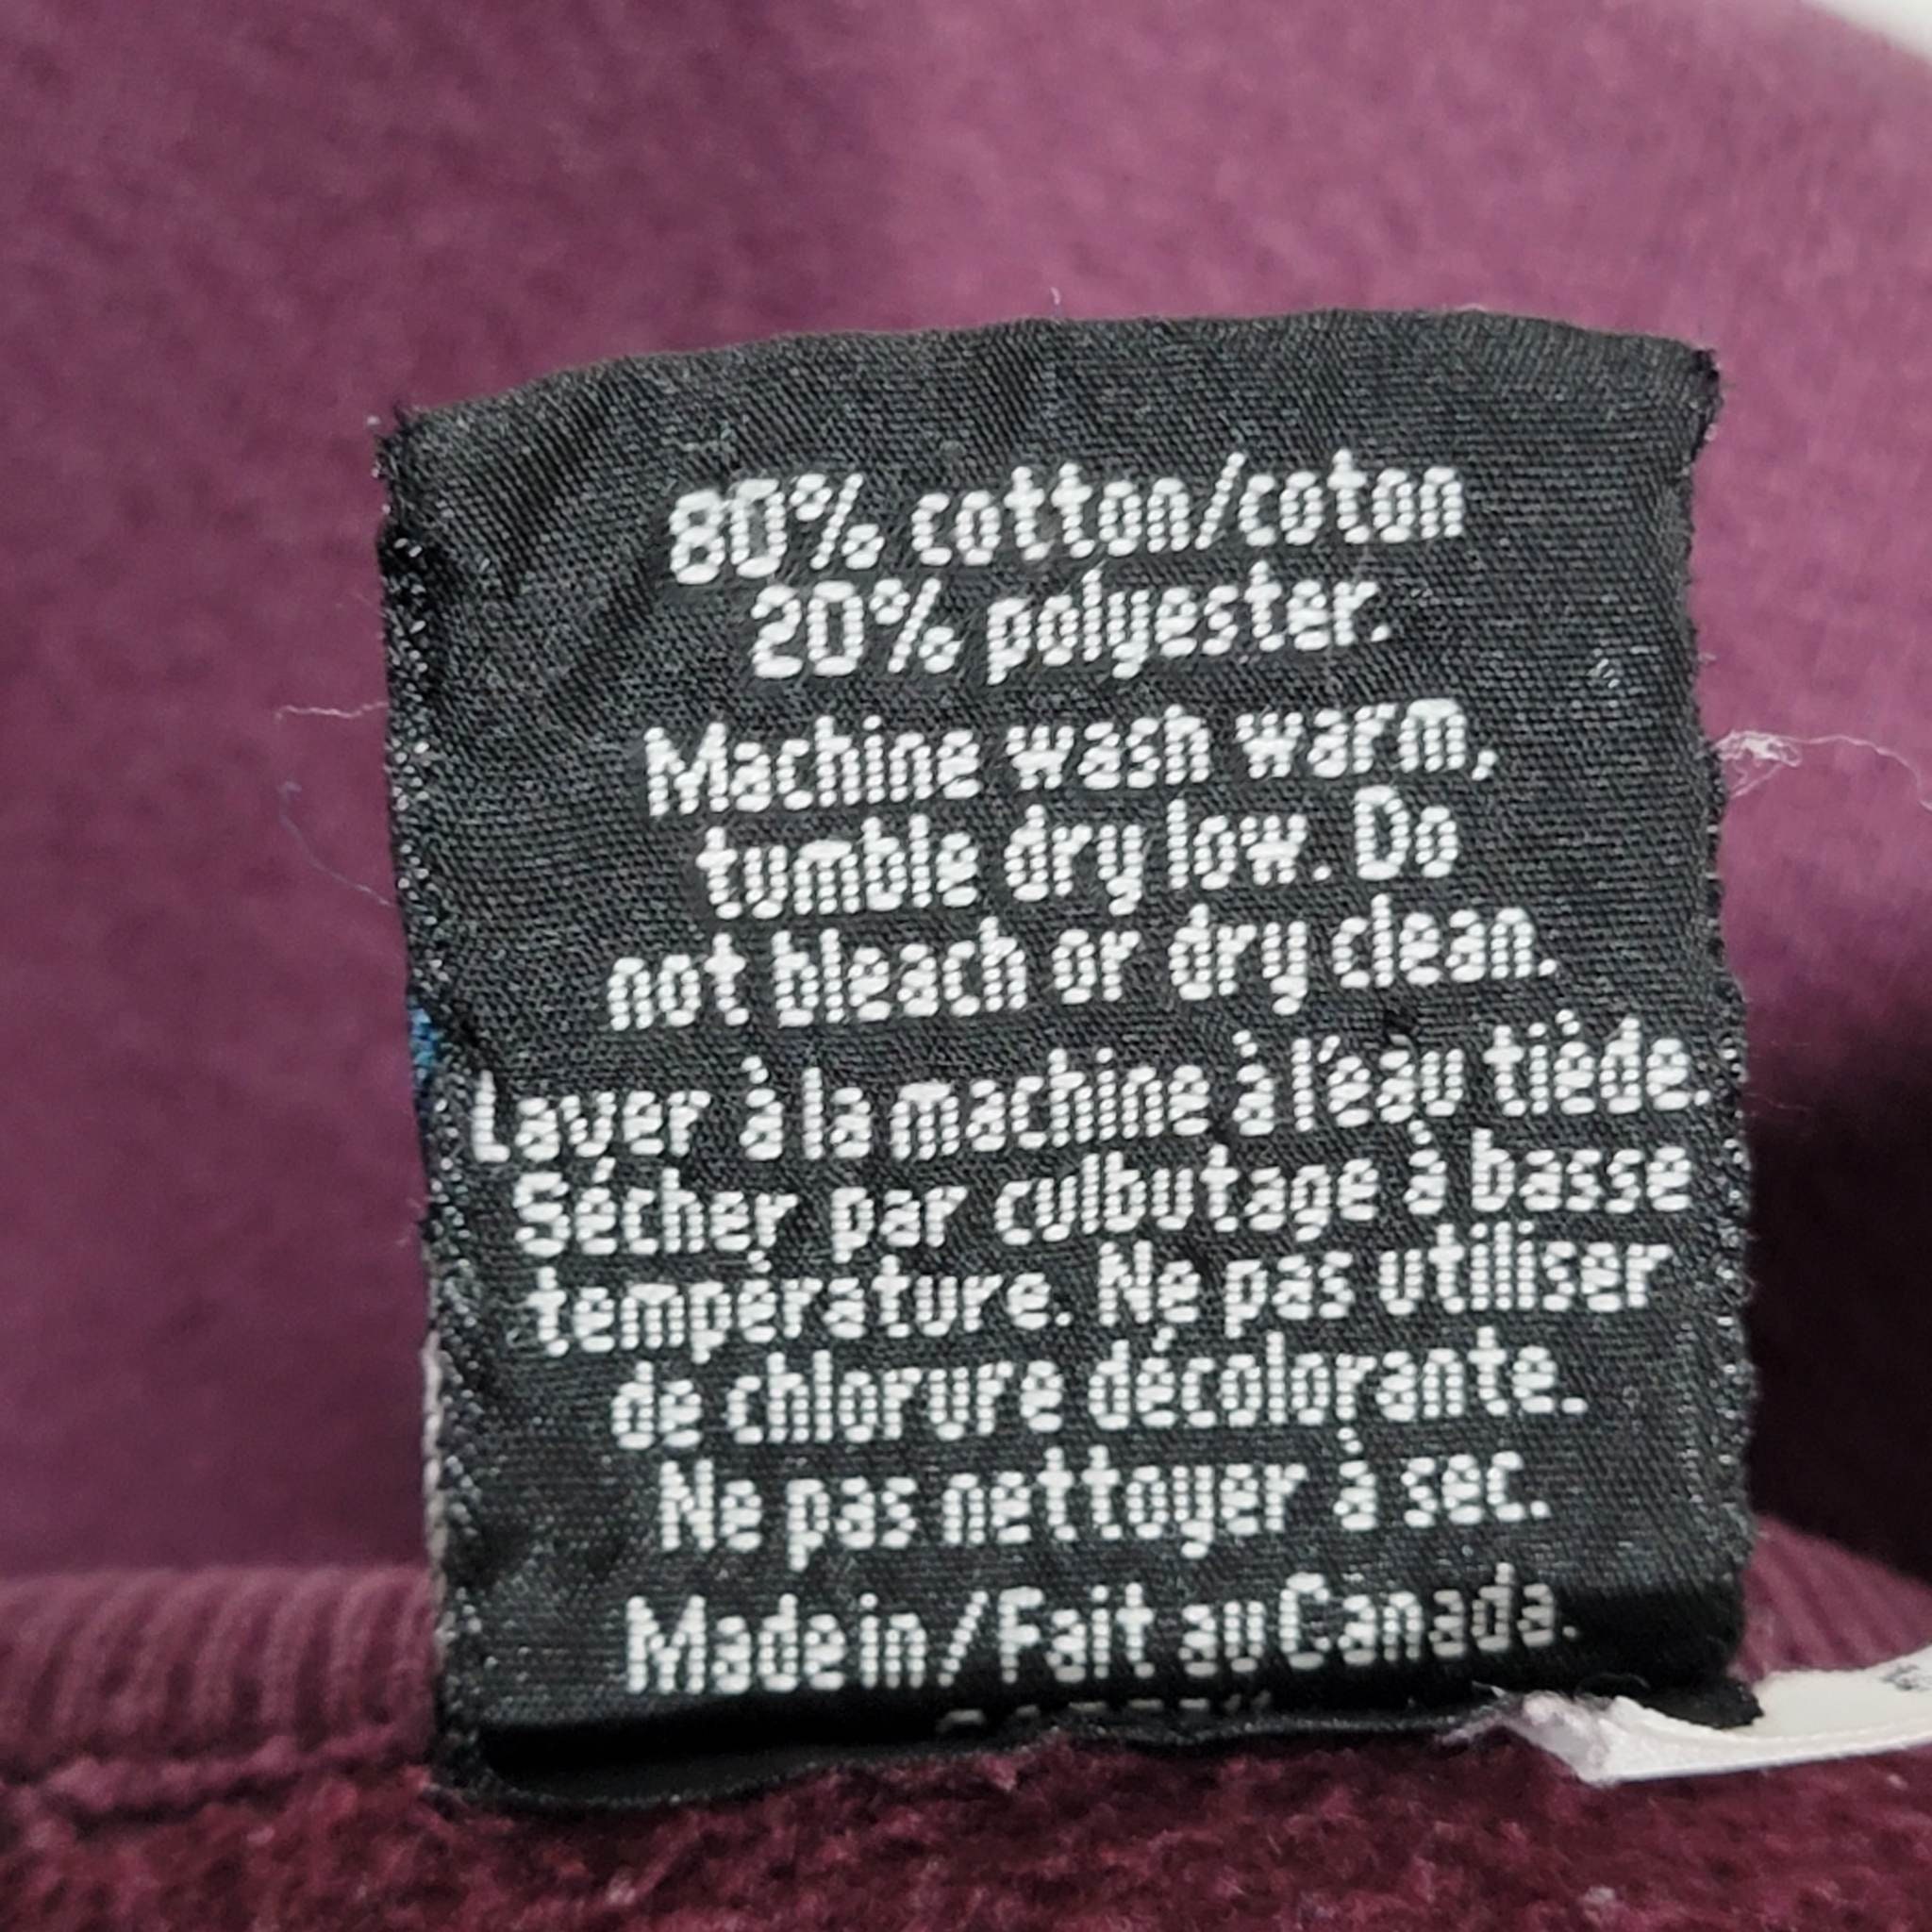 80% cotton/coton
20% polyester.
Machine wash warm,
tumble dry low. Do
not bleach or dry clean.
Laver à la machine à l'eau tiède.
Sécher par culbutage à basse
température. Ne pas utiliser
de chlorure décolorante.
Ne pas nettoyer à sec.
Made in/Fait au Canada.